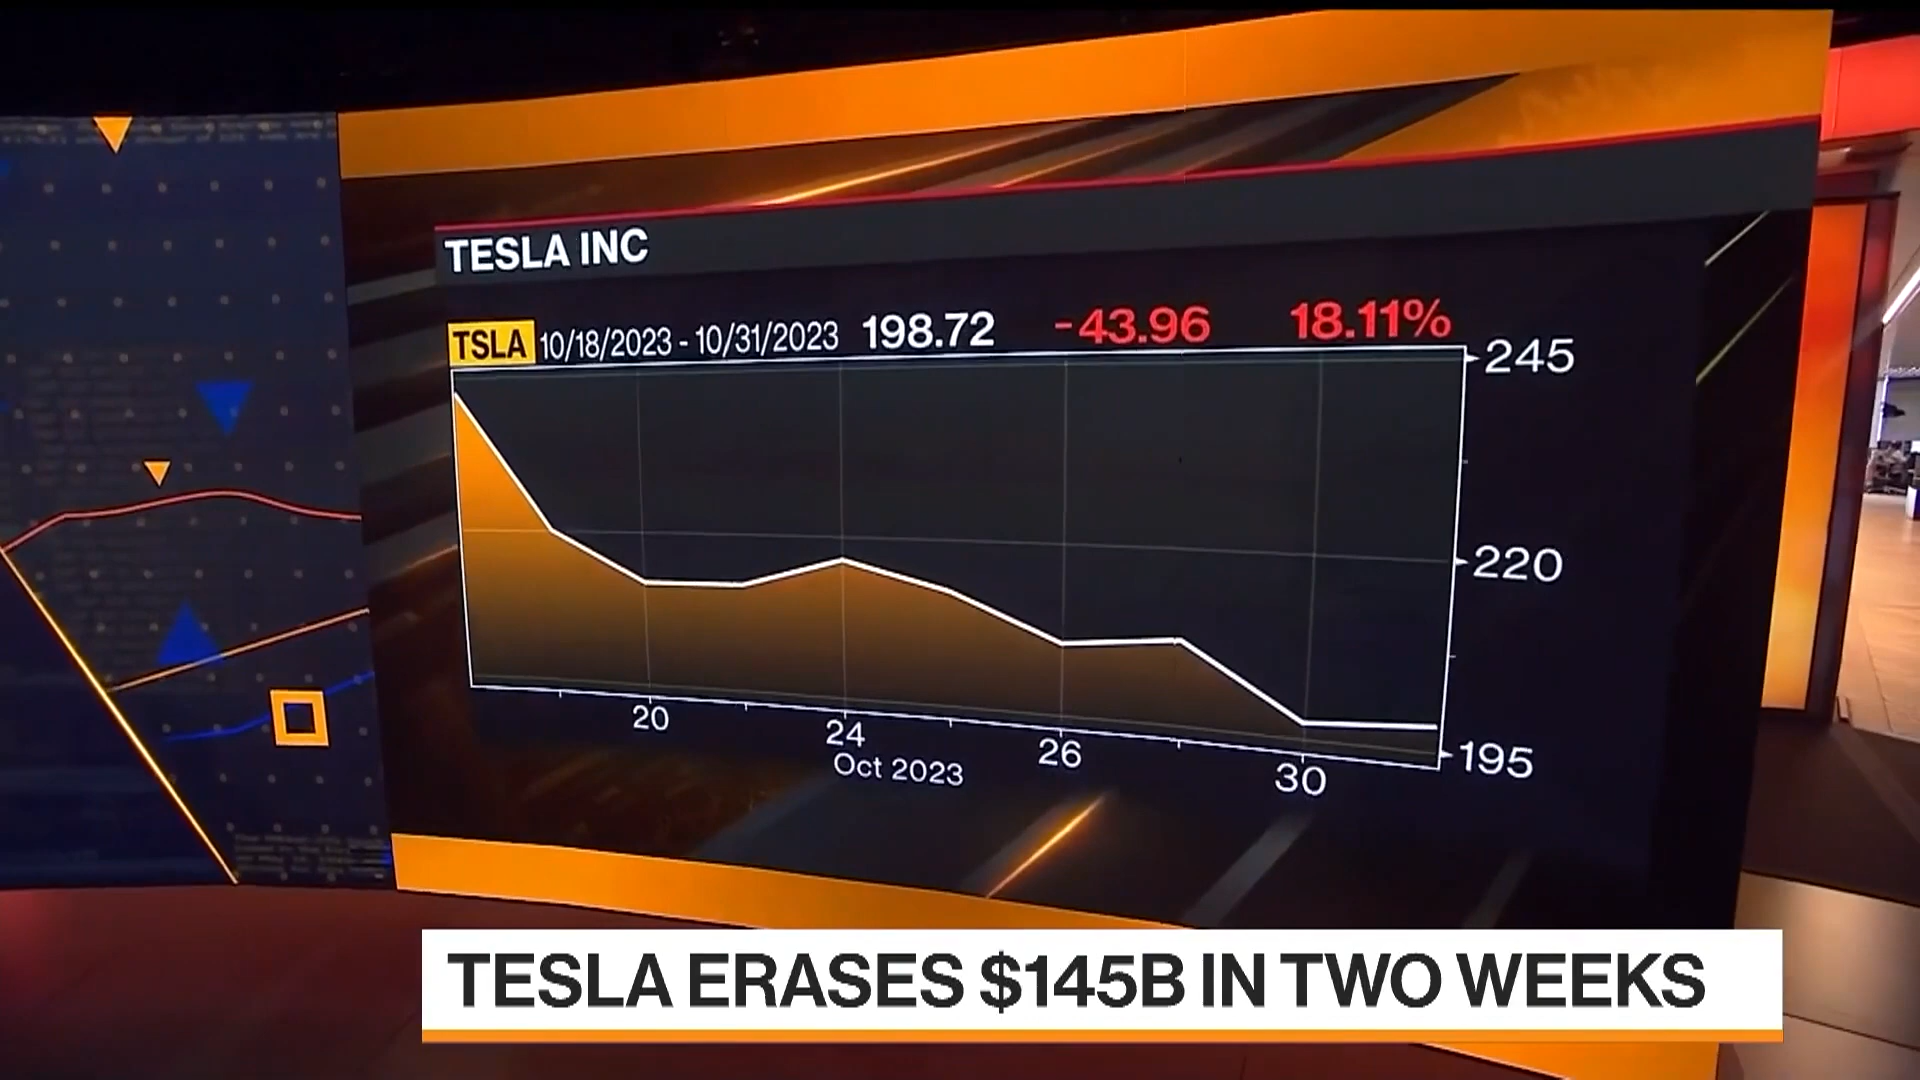 TESLA INC
TSLA 10/18/2023 - 10/31/2023 198.72 -43.96 18.11%
245
220
195
20 24 26 30
Oct 2023
TESLA ERASES $145B IN TWO WEEKS